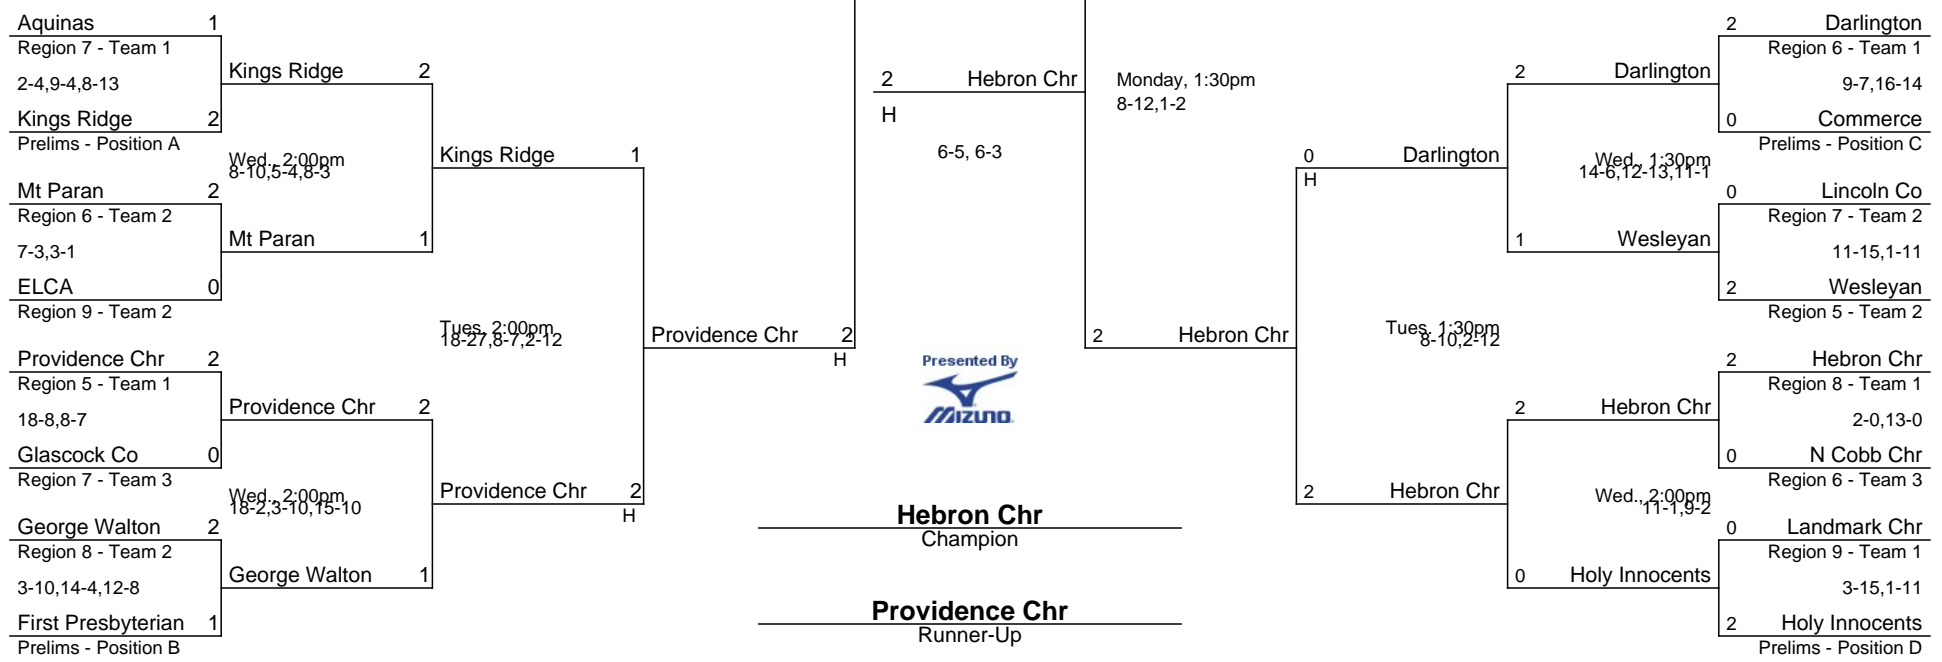 Aquinas 1
Region 7 - Team 1
2-4,9-4,8-13
Kings Ridge 2
Prelims - Position A
Mt Paran 2
Region 6 - Team 2
7-3,3-1
ELCA 0
Region 9 - Team 2
Providence Chr 2
Region 5 - Team 1
18-8,8-7
Glascock Co 0
Region 7 - Team 3
George Walton 2
Region 8 - Team 2
3-10,14-4,12-8
First Presbyterian 1
Prelims - Position B
Kings Ridge 2
Wed., 2:00pm
8-10,5-4,8-3
Mt Paran 1
Providence Chr 2
Wed., 2:00pm
18-2,3-10,15-10
George Walton 1
Kings Ridge 1
Tues. 2:00pm
18-27,8-7,2-12
Providence Chr 2
H
Providence Chr 2
H
2 Hebron Chr
H
6-5, 6-3
Monday, 1:30pm
8-12,1-2
Presented By
MIZUNO
Hebron Chr
Champion
Providence Chr
Runner-Up
2 Hebron Chr
0 Darlington
H
Tues. 1:30pm
8-10,2-12
2 Hebron Chr
2 Darlington
Wed., 1:30pm
14-6,12-13,11-1
1 Wesleyan
2 Hebron Chr
Wed., 2:00pm
11-1,9-2
0 Holy Innocents
2 Darlington
Region 6 - Team 1
9-7,16-14
0 Commerce
Prelims - Position C
0 Lincoln Co
Region 7 - Team 2
11-15,1-11
2 Wesleyan
Region 5 - Team 2
2 Hebron Chr
Region 8 - Team 1
2-0,13-0
0 N Cobb Chr
Region 6 - Team 3
0 Landmark Chr
Region 9 - Team 1
3-15,1-11
2 Holy Innocents
Prelims - Position D